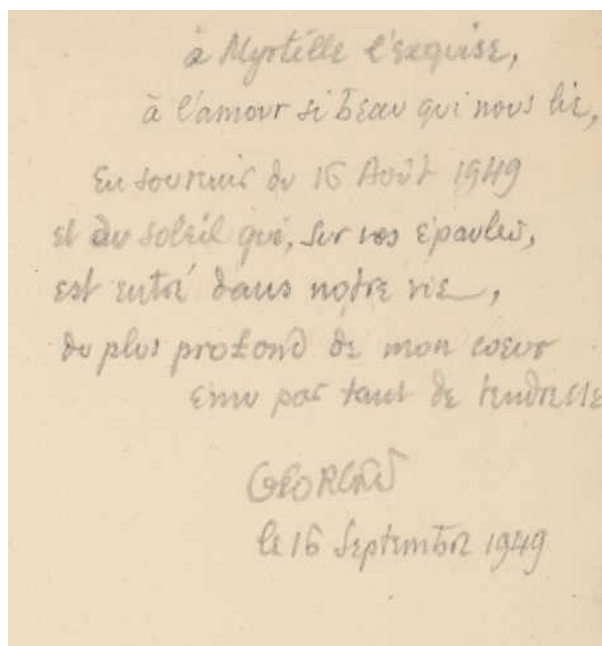 à Myrtille l'exquise,
à l'amour si beau qui nous lie,
En souvenir du 16 Août 1949
et du soleil qui, sur vos épaules,
est entré dans notre vie,
du plus profond de mon coeur
ému par tant de tendresse
GEORGES
le 16 Septembre 1949